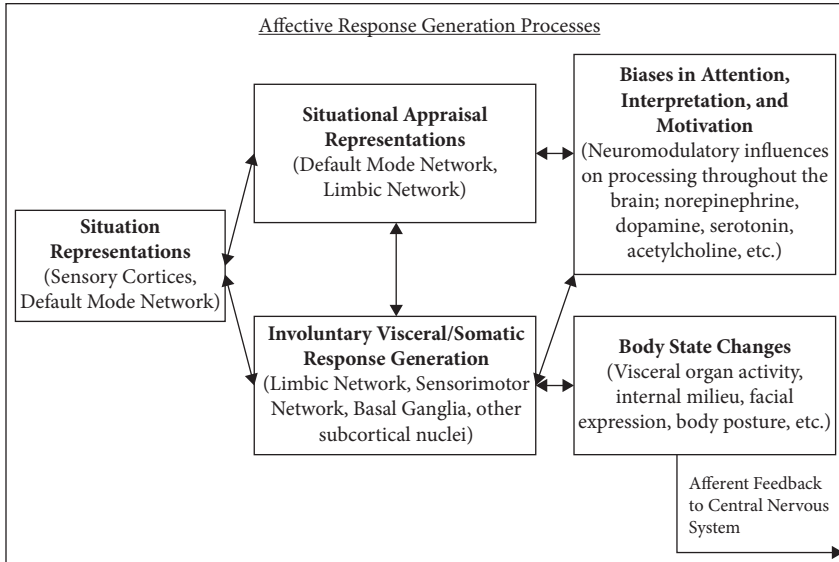 Affective Response Generation Processes
Situation
Representations
(Sensory Cortices,
Default Mode Network)
Situational Appraisal
Representations
(Default Mode Network,
Limbic Network)
Involuntary Visceral/Somatic
Response Generation
(Limbic Network, Sensorimotor
Network, Basal Ganglia, other
subcortical nuclei)
Biases in Attention,
Interpretation, and
Motivation
(Neuromodulatory influences
on processing throughout the
brain; norepinephrine,
dopamine, serotonin,
acetylcholine, etc.)
Body State Changes
(Visceral organ activity,
internal milieu, facial
expression, body posture, etc.)
Afferent Feedback
to Central Nervous
System